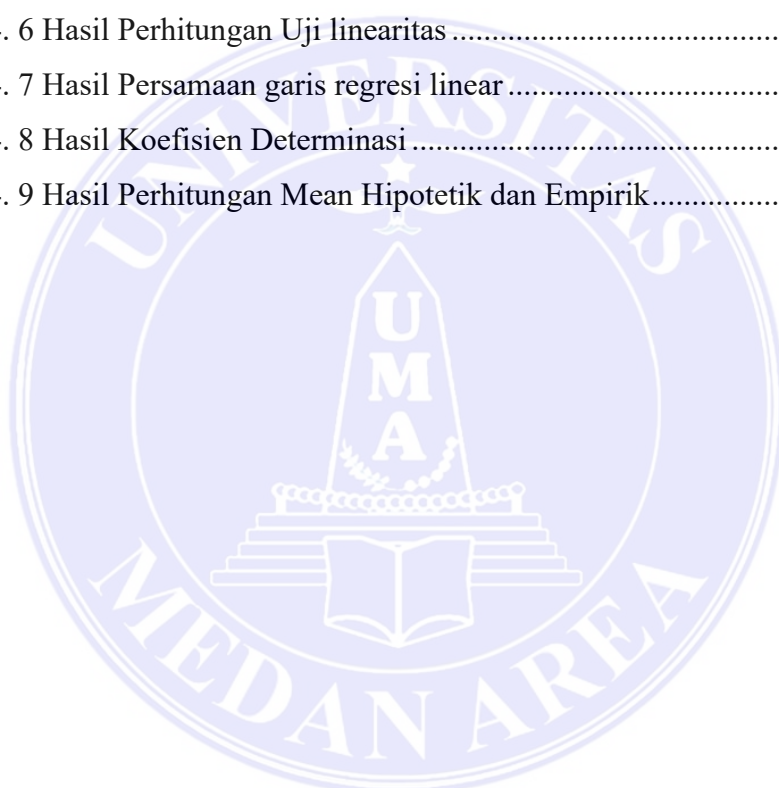 . 6 Hasil Perhitungan Uji linearitas ........................................
. 7 Hasil Persamaan garis regresi linear ..................................
. 8 Hasil Koefisien Determinasi .............................................
. 9 Hasil Perhitungan Mean Hipotetik dan Empirik................
UNIVERSITAS
U
M
A
MEDAN AREA